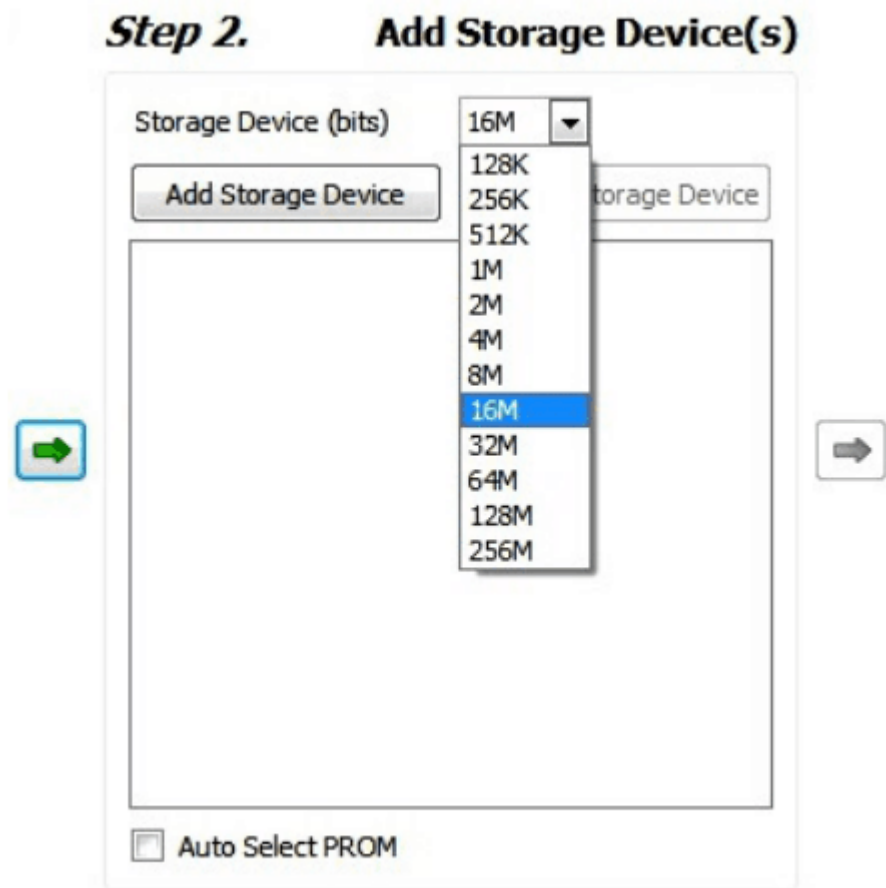 Step 2. Add Storage Device(s)
Storage Device (bits) 16M
Add Storage Device
torage Device
128K
256K
512K
1M
2M
4M
8M
16M
32M
64M
128M
256M
Auto Select PROM